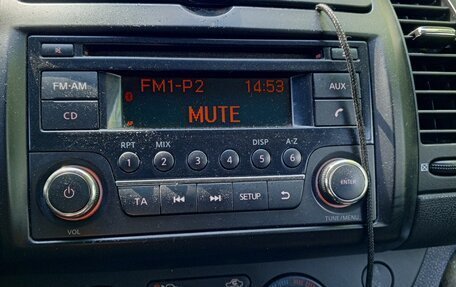 FM1-P2 14:53
MUTE
FM·AM
CD
AUX
RPT MIX DISP A-Z
1 2 3 4 5 6
TA SETUP
ENTER
VOL
TUNE/MENU